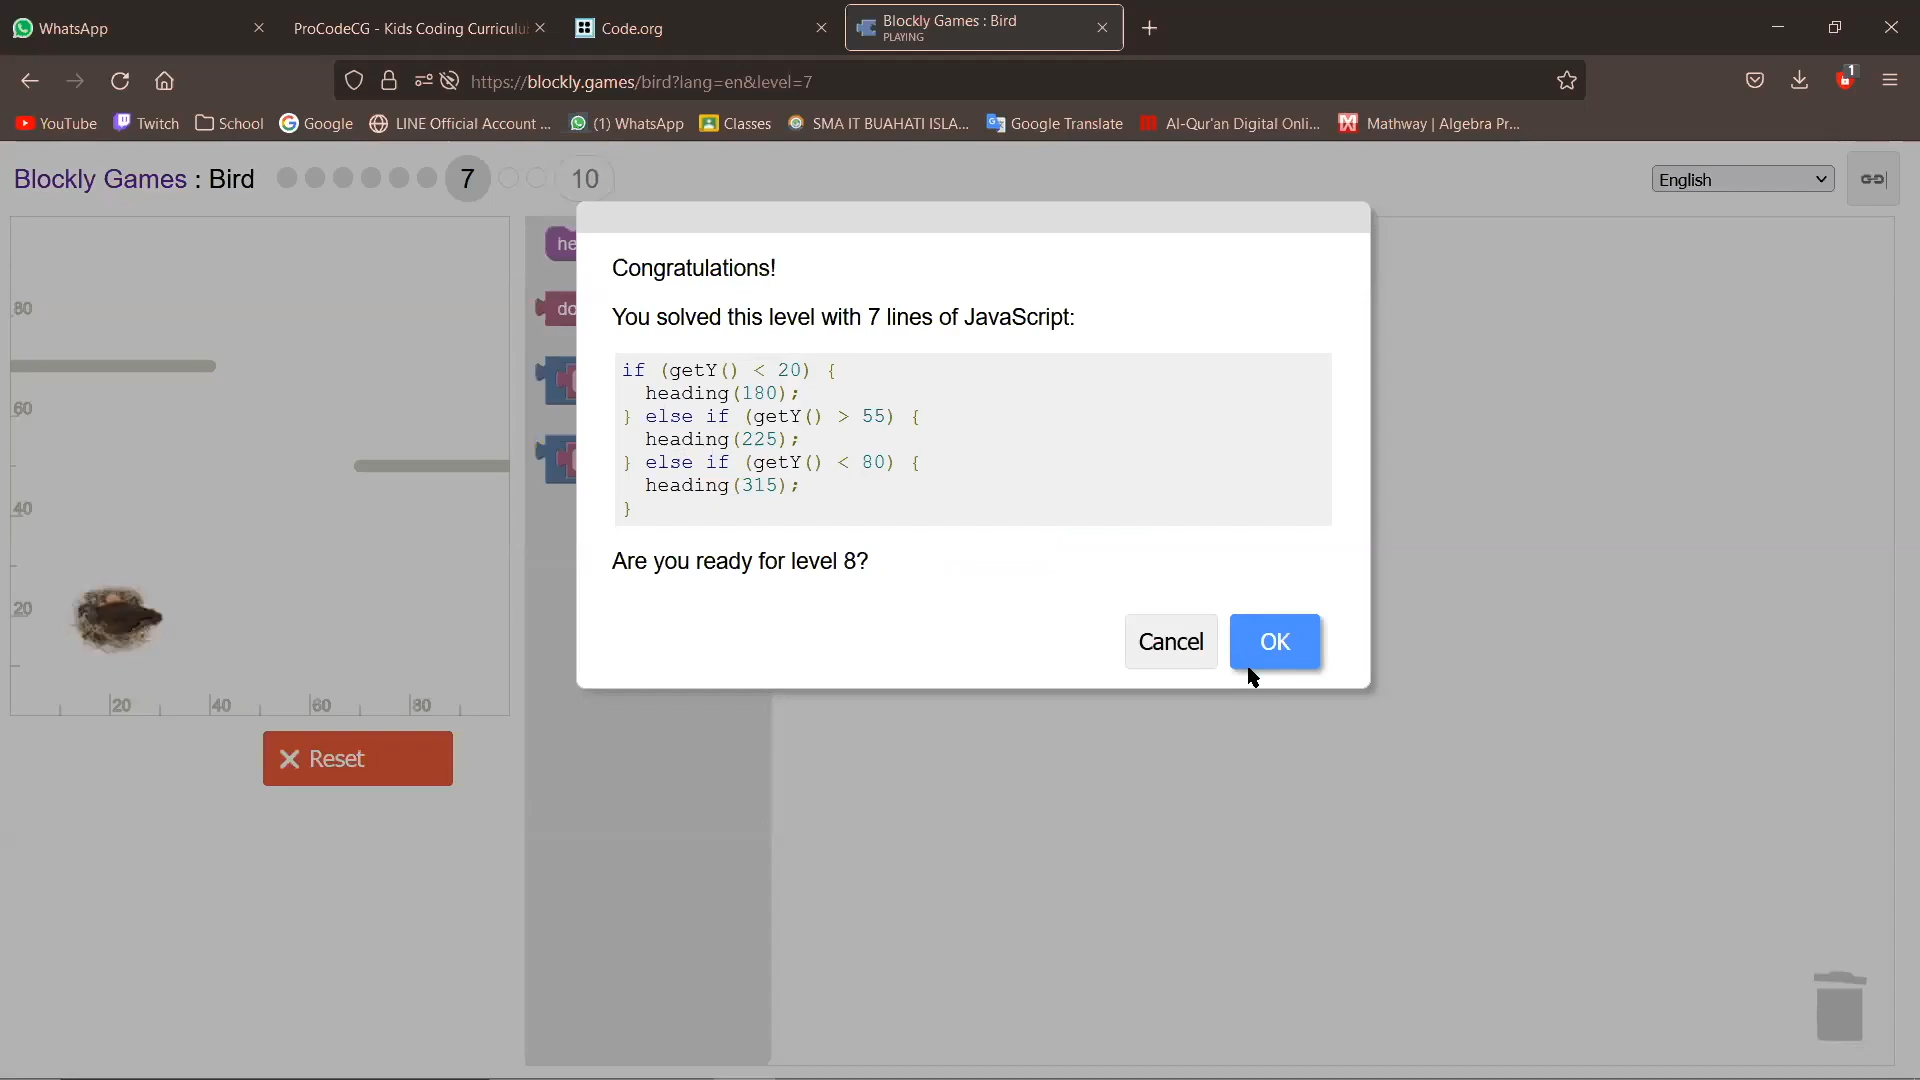 WhatsApp
ProCodeCG - Kids Coding Curriculu
Code.org
Blockly Games : Bird
PLAYING
https://blockly.games/bird?lang=en&level=7
1
YouTube
Twitch
School
Google
LINE Official Account ...
(1) WhatsApp
Classes
SMA IT BUAHATI ISLA...
Google Translate
Al-Qur'an Digital Onli...
Mathway | Algebra Pr...
Blockly Games : Bird
7
10
English
he
do
80
60
40
20
20
40
60
80
Reset
Congratulations!
You solved this level with 7 lines of JavaScript:
if (getY() < 20) {
heading(180);
} else if (getY() > 55) {
heading(225);
} else if (getY() < 80) {
heading(315);
}
Are you ready for level 8?
Cancel
OK